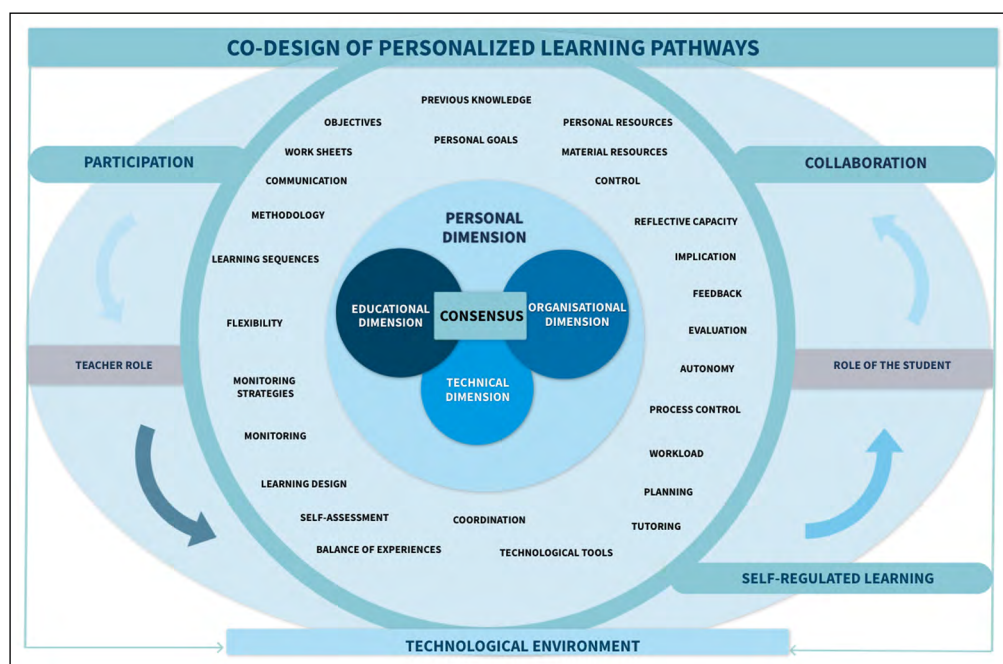 CO-DESIGN OF PERSONALIZED LEARNING PATHWAYS
PREVIOUS KNOWLEDGE
OBJECTIVES
PERSONAL RESOURCES
PERSONAL GOALS
WORK SHEETS
MATERIAL RESOURCES
PARTICIPATION
COLLABORATION
COMMUNICATION
CONTROL
METHODOLOGY
REFLECTIVE CAPACITY
PERSONAL
DIMENSION
LEARNING SEQUENCES
IMPLICATION
FEEDBACK
EDUCATIONAL
DIMENSION
CONSENSUS
ORGANISATIONAL
DIMENSION
FLEXIBILITY
EVALUATION
TEACHER ROLE
AUTONOMY
ROLE OF THE STUDENT
MONITORING
STRATEGIES
TECHNICAL
DIMENSION
PROCESS CONTROL
MONITORING
WORKLOAD
LEARNING DESIGN
PLANNING
SELF-ASSESSMENT
COORDINATION
TUTORING
BALANCE OF EXPERIENCES
TECHNOLOGICAL TOOLS
SELF-REGULATED LEARNING
TECHNOLOGICAL ENVIRONMENT